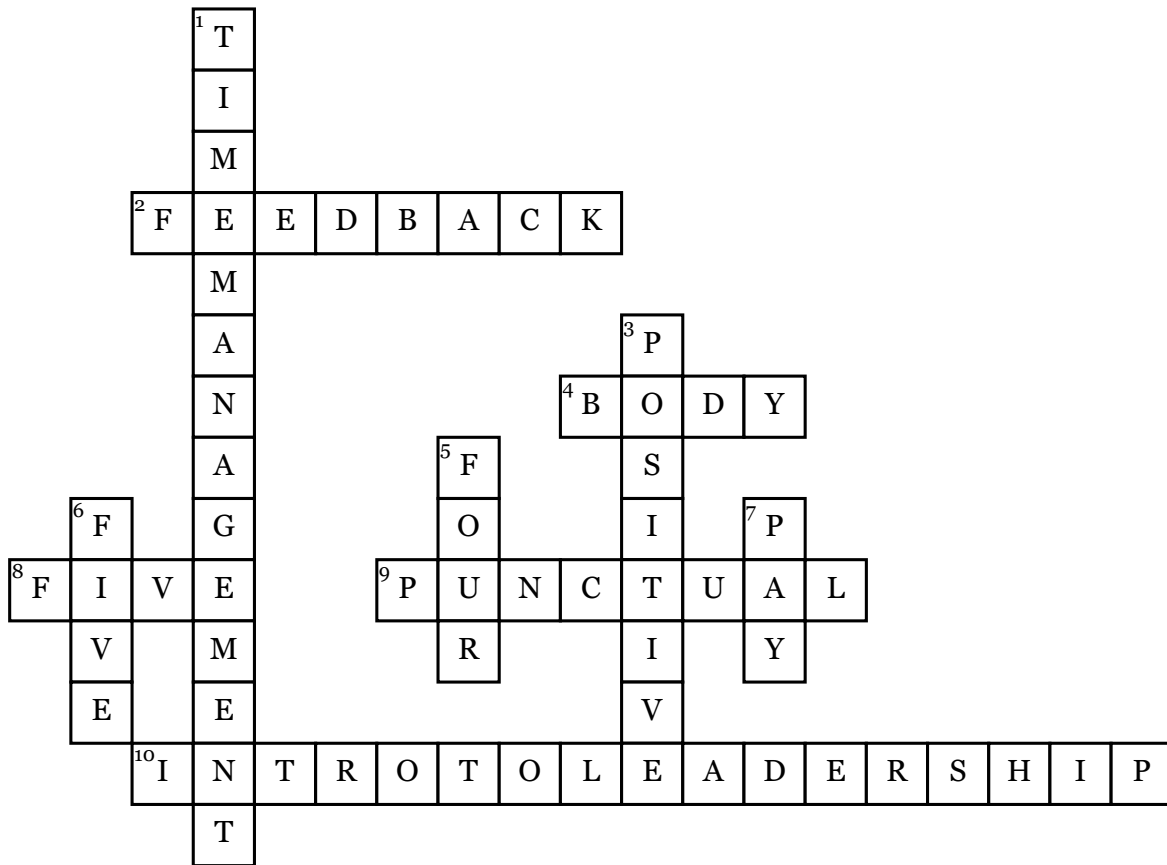 1 T
I
M
2 F E E D B A C K
M
A 3 P
N 4 B O D Y
A 5 F S
6 F G O I 7 P
8 F I V E 9 P U N C T U A L
V M R I Y
E E V
10 I N T R O T O L E A D E R S H I P
T